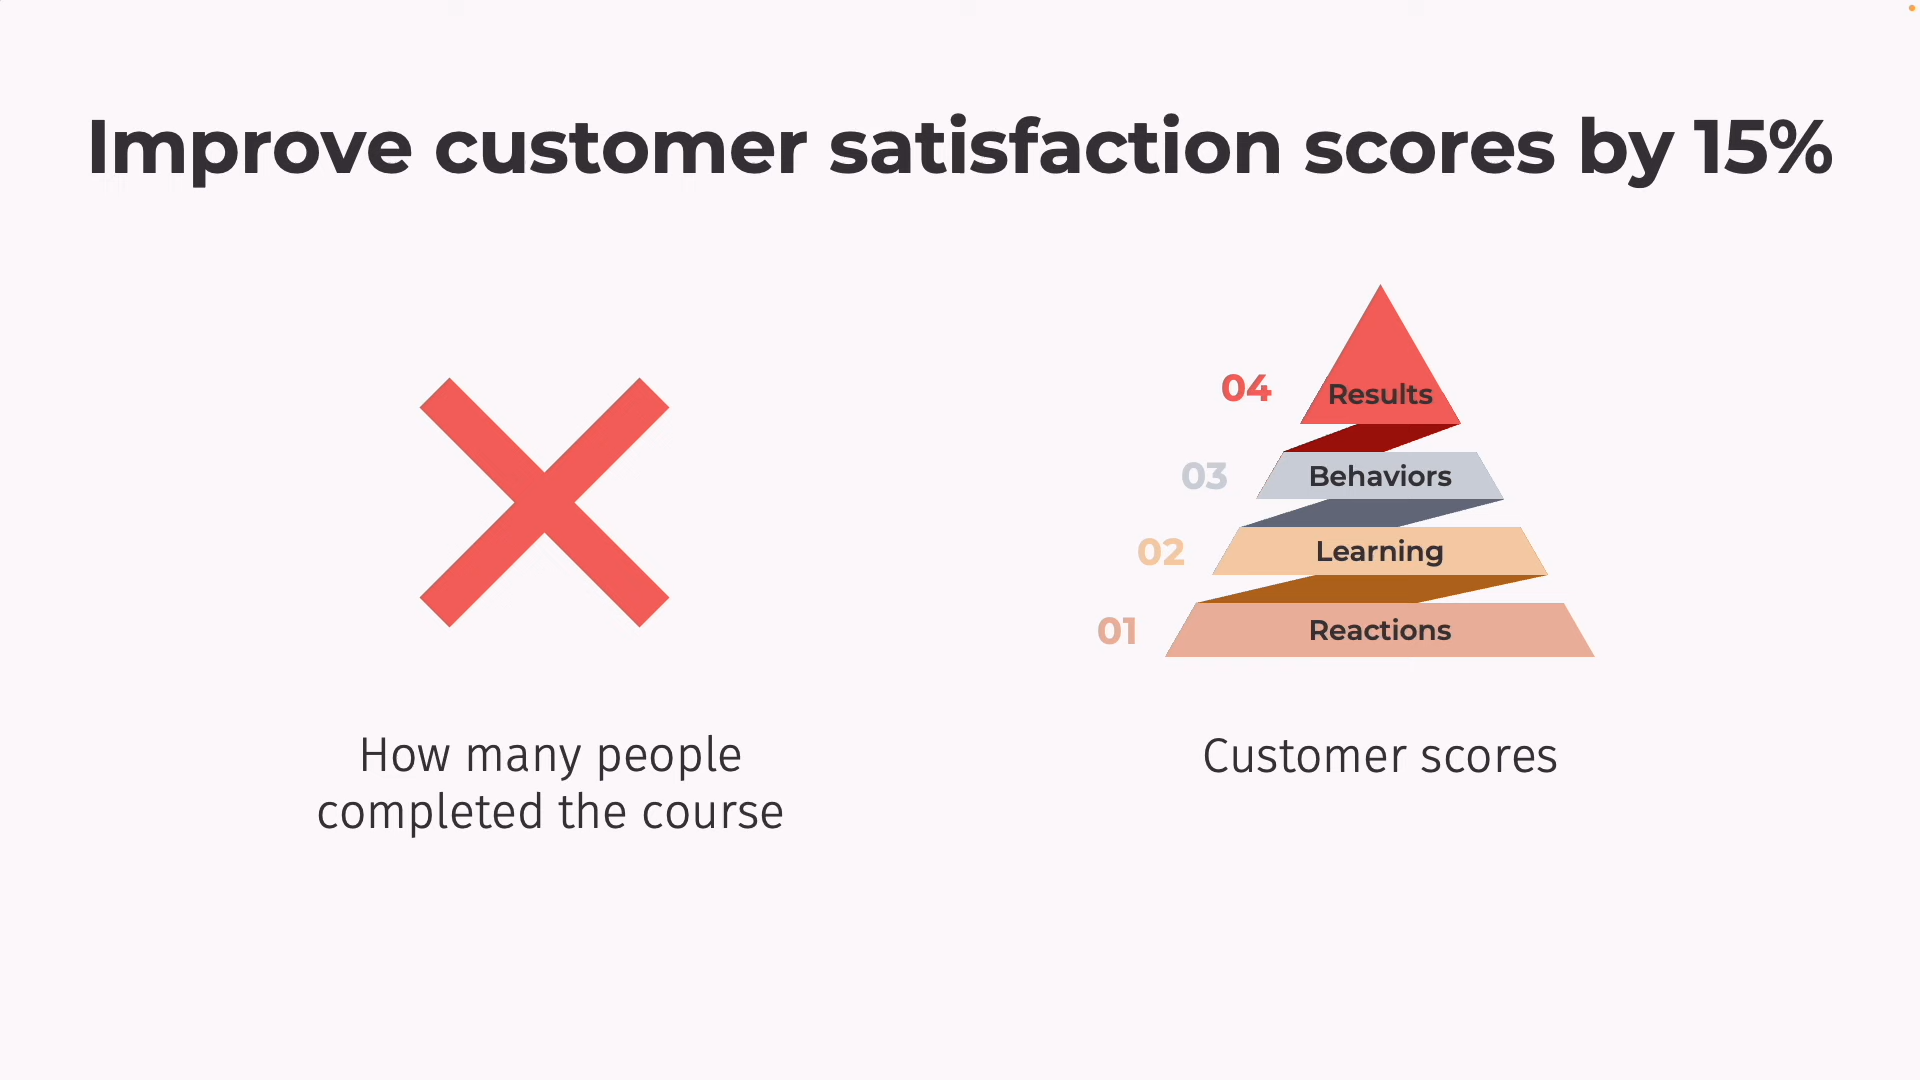 Improve customer satisfaction scores by 15%
04
Results
03
Behaviors
02
Learning
01
Reactions
How many people
completed the course
Customer scores